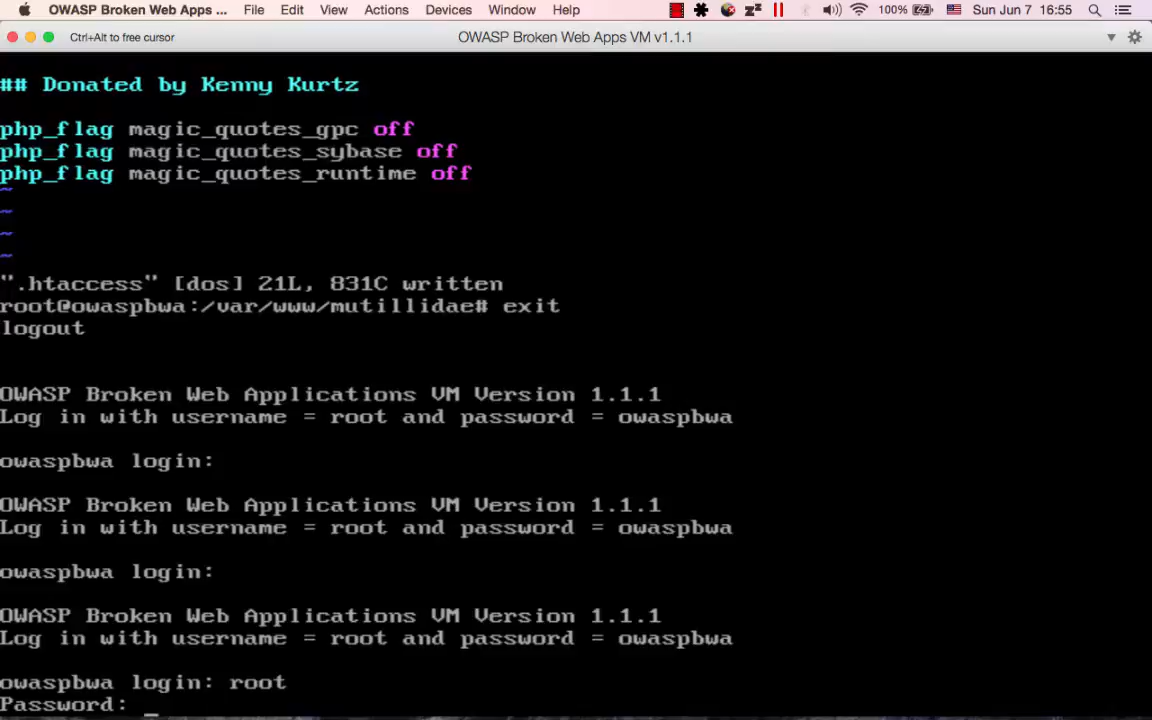 OWASP Broken Web Apps ... File Edit View Actions Devices Window Help 100% Sun Jun 7 16:55
Ctrl+Alt to free cursor OWASP Broken Web Apps VM v1.1.1
## Donated by Kenny Kurtz
php_flag magic_quotes_gpc off
php_flag magic_quotes_sybase off
php_flag magic_quotes_runtime off
~
~
~
~
".htaccess" [dos] 21L, 831C written
root@owaspbwa:/var/www/mutillidae# exit
logout
OWASP Broken Web Applications VM Version 1.1.1
Log in with username = root and password = owaspbwa
owaspbwa login:
OWASP Broken Web Applications VM Version 1.1.1
Log in with username = root and password = owaspbwa
owaspbwa login:
OWASP Broken Web Applications VM Version 1.1.1
Log in with username = root and password = owaspbwa
owaspbwa login: root
Password: _